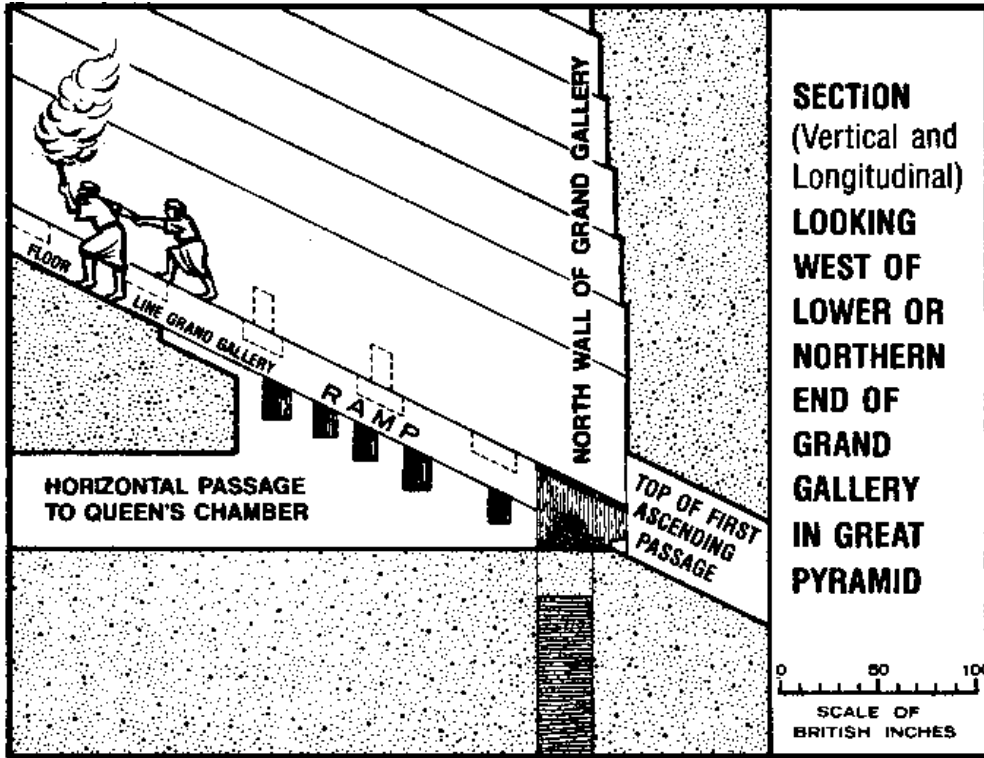 NORTH WALL OF GRAND GALLERY
FLOOR
LINE GRAND GALLERY
RAMP
HORIZONTAL PASSAGE
TO QUEEN'S CHAMBER
TOP OF FIRST
ASCENDING
PASSAGE
SECTION
(Vertical and
Longitudinal)
LOOKING
WEST OF
LOWER OR
NORTHERN
END OF
GRAND
GALLERY
IN GREAT
PYRAMID
0 50 100
SCALE OF
BRITISH INCHES